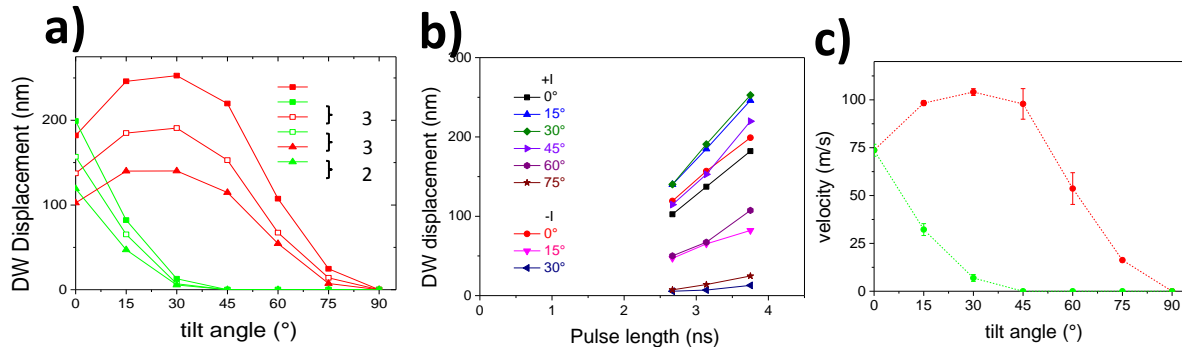 a)
DW Displacement (nm)
200
100
0
0 15 30 45 60 75 90
tilt angle (°)
} 3
} 3
} 2
b)
DW displacement (nm)
300
200
100
0
0 1 2 3 4
Pulse length (ns)
+I
0°
15°
30°
45°
60°
75°
-I
0°
15°
30°
c)
velocity (m/s)
100
75
50
25
0
0 15 30 45 60 75 90
tilt angle (°)